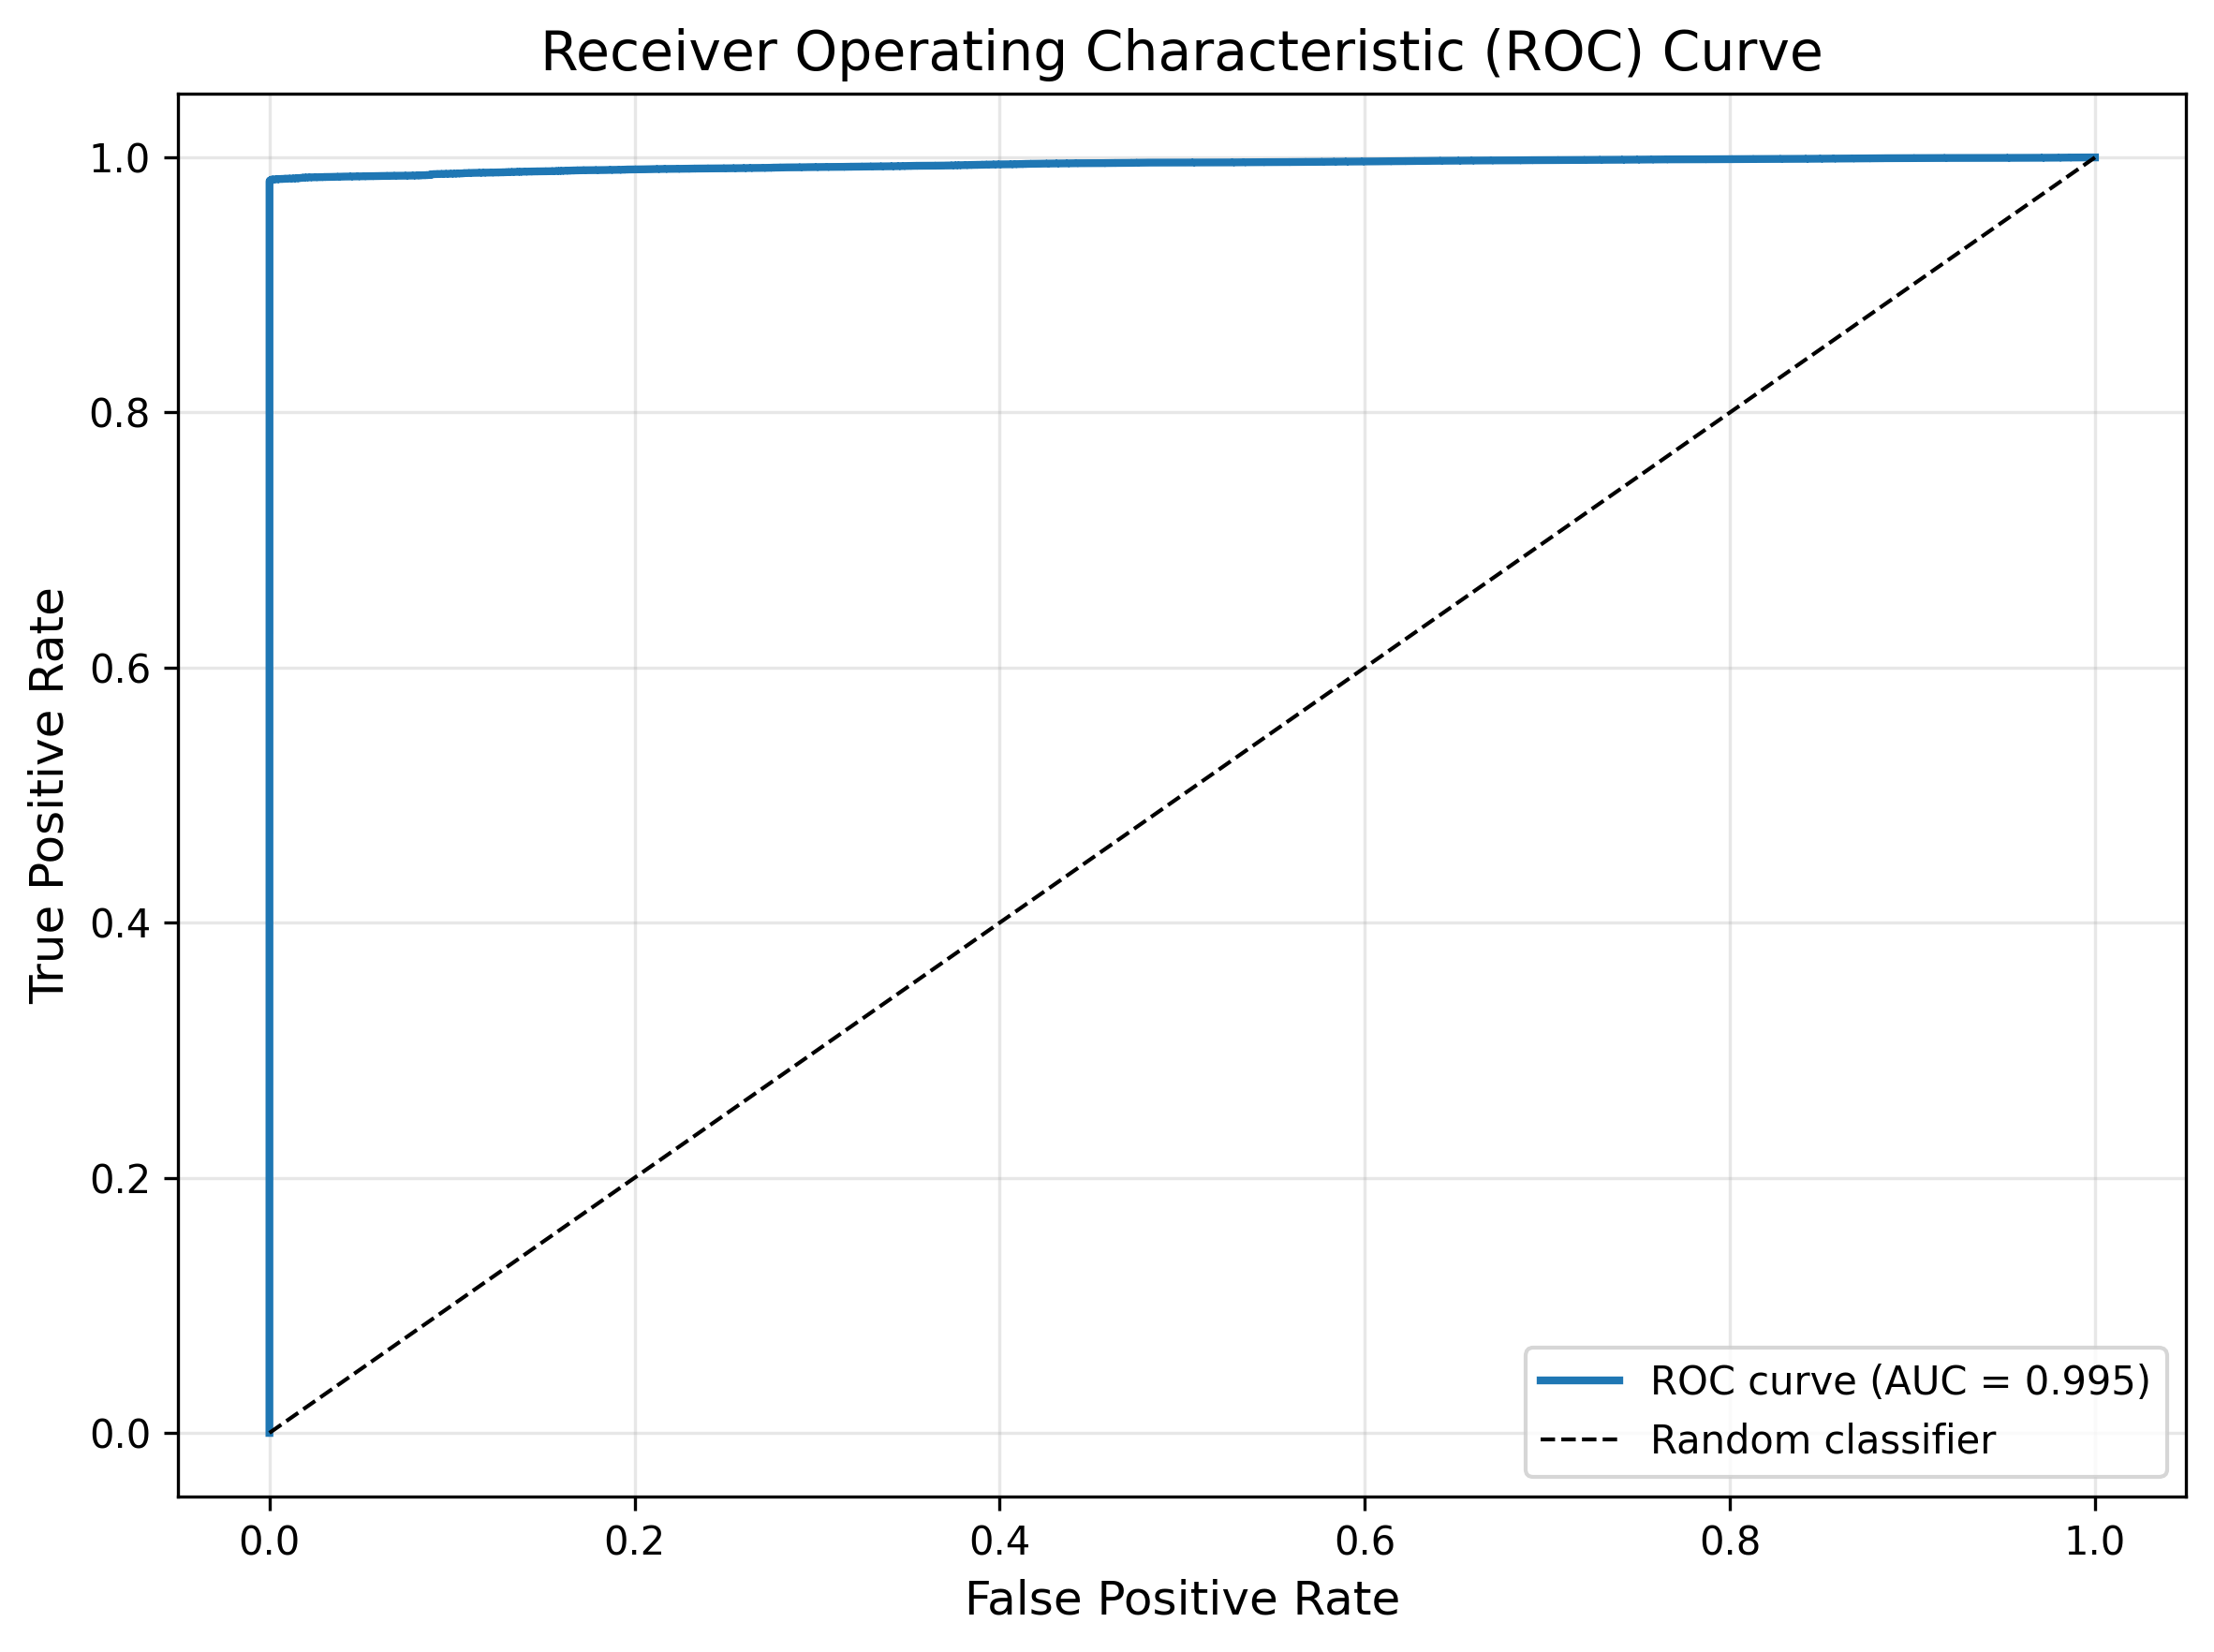 Receiver Operating Characteristic (ROC) Curve
True Positive Rate
1.0
0.8
0.6
0.4
0.2
0.0
ROC curve (AUC = 0.995)
Random classifier
0.0 0.2 0.4 0.6 0.8 1.0
False Positive Rate